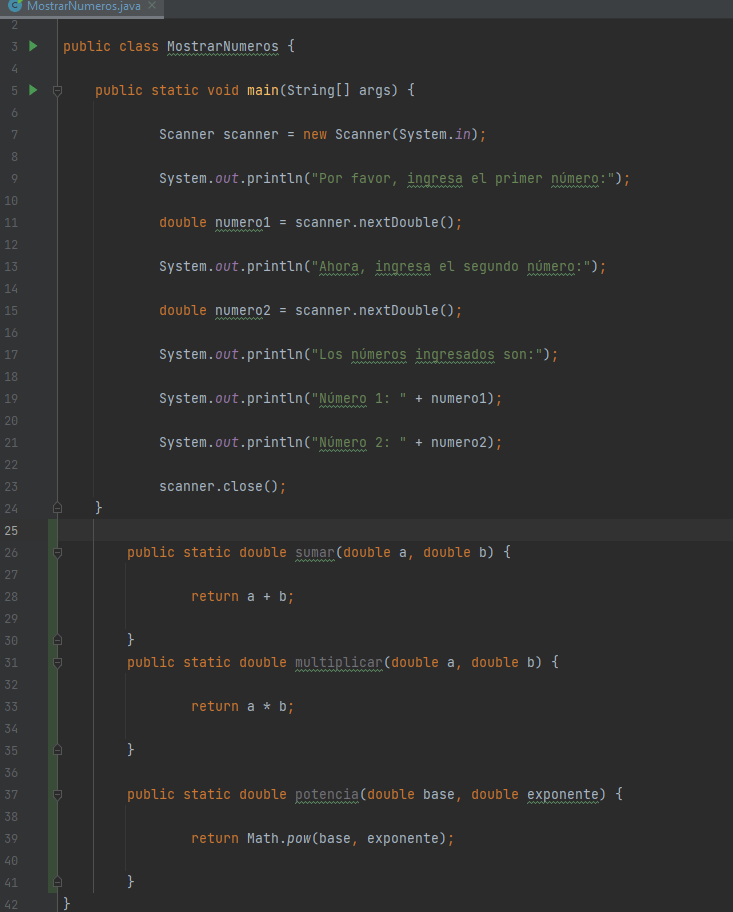 MostrarNumeros.java ×
2
3 public class MostrarNumeros {
4
5 public static void main(String[] args) {
6
7 Scanner scanner = new Scanner(System.in);
8
9 System.out.println("Por favor, ingresa el primer número:");
10
11 double numero1 = scanner.nextDouble();
12
13 System.out.println("Ahora, ingresa el segundo número:");
14
15 double numero2 = scanner.nextDouble();
16
17 System.out.println("Los números ingresados son:");
18
19 System.out.println("Número 1: " + numero1);
20
21 System.out.println("Número 2: " + numero2);
22
23 scanner.close();
24 }
25
26 public static double sumar(double a, double b) {
27
28 return a + b;
29
30 }
31 public static double multiplicar(double a, double b) {
32
33 return a * b;
34
35 }
36
37 public static double potencia(double base, double exponente) {
38
39 return Math.pow(base, exponente);
40
41 }
42 }